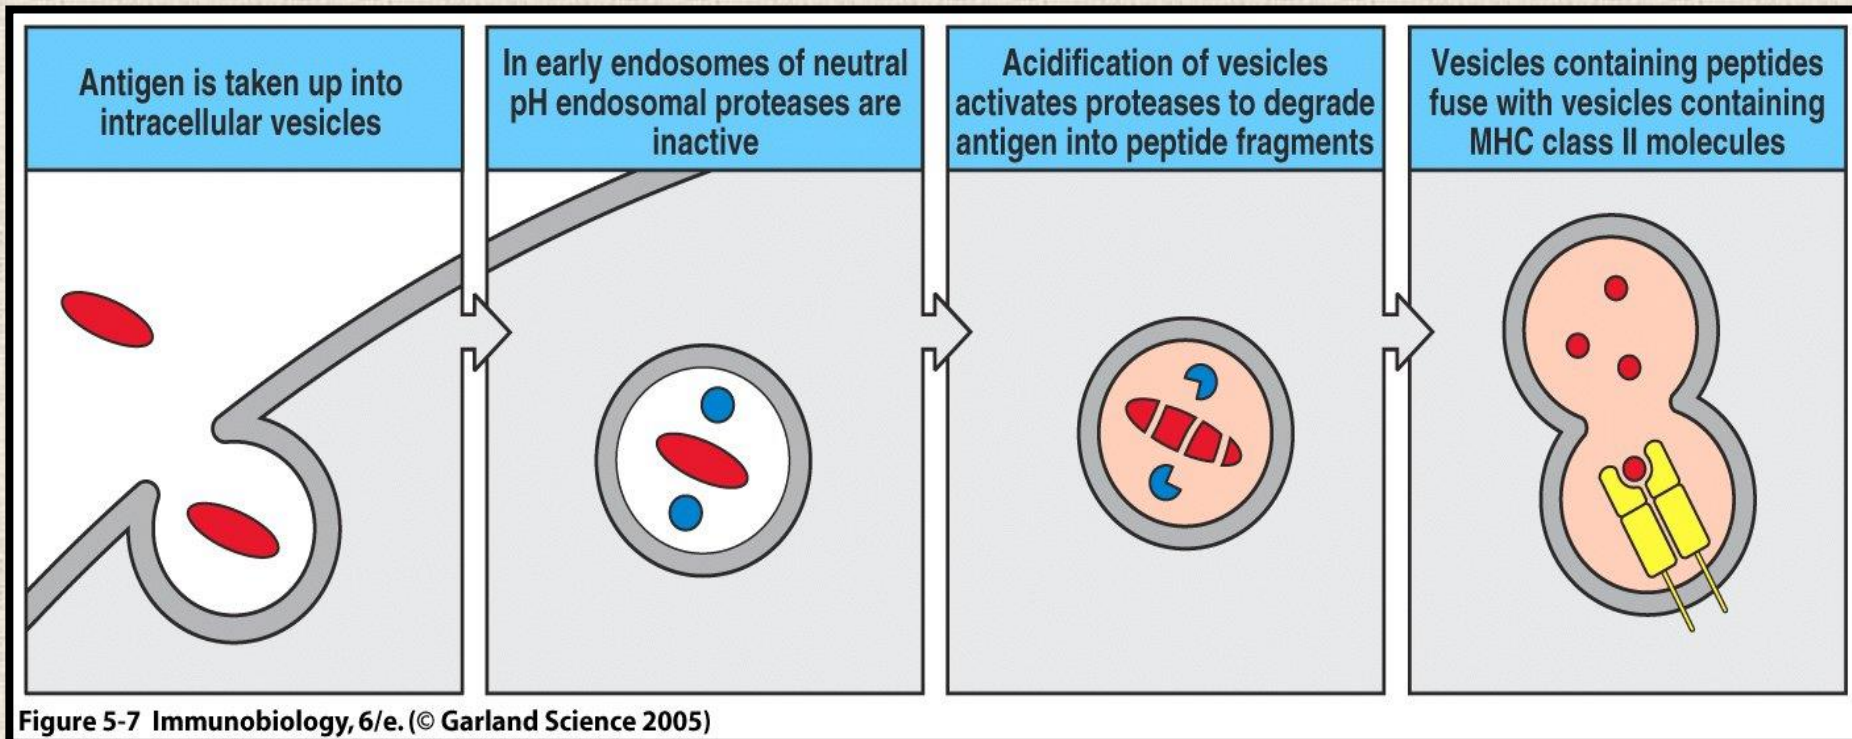 Antigen is taken up into
intracellular vesicles
In early endosomes of neutral
pH endosomal proteases are
inactive
Acidification of vesicles
activates proteases to degrade
antigen into peptide fragments
Vesicles containing peptides
fuse with vesicles containing
MHC class II molecules
Figure 5-7 Immunobiology, 6/e. (© Garland Science 2005)